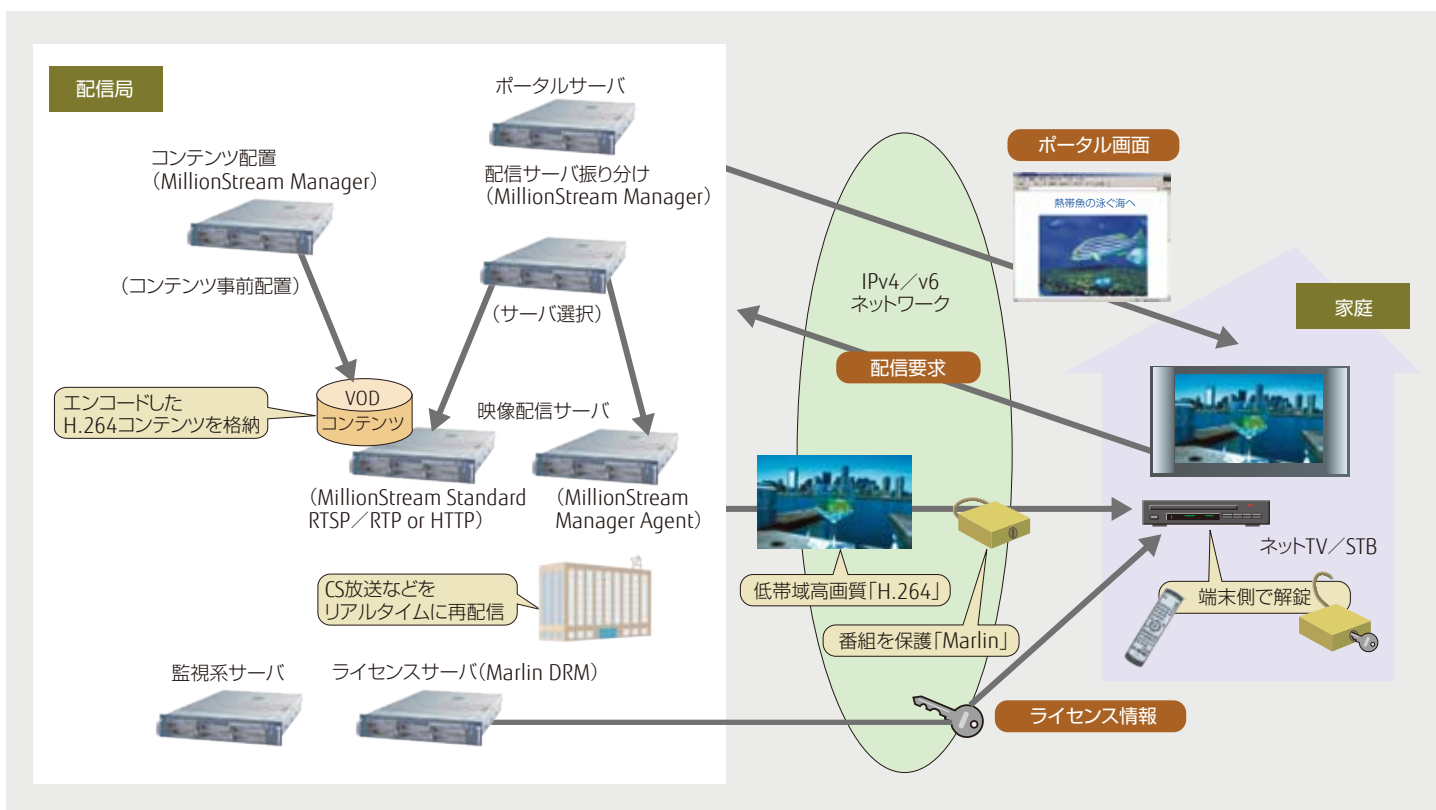 配信局
ポータルサーバ
コンテンツ配置
（MillionStream Manager）
配信サーバ振り分け
（MillionStream Manager）
（コンテンツ事前配置）
（サーバ選択）
エンコードした
H.264コンテンツを格納
VOD
コンテンツ
映像配信サーバ
（MillionStream Standard
RTSP／RTP or HTTP）
（MillionStream
Manager Agent）
CS放送などを
リアルタイムに再配信
監視系サーバ
ライセンスサーバ（Marlin DRM）
IPv4／v6
ネットワーク
ポータル画面
熱帯魚の泳ぐ海へ
配信要求
低帯域高画質「H.264」
番組を保護「Marlin」
ライセンス情報
家庭
ネットTV／STB
端末側で解錠